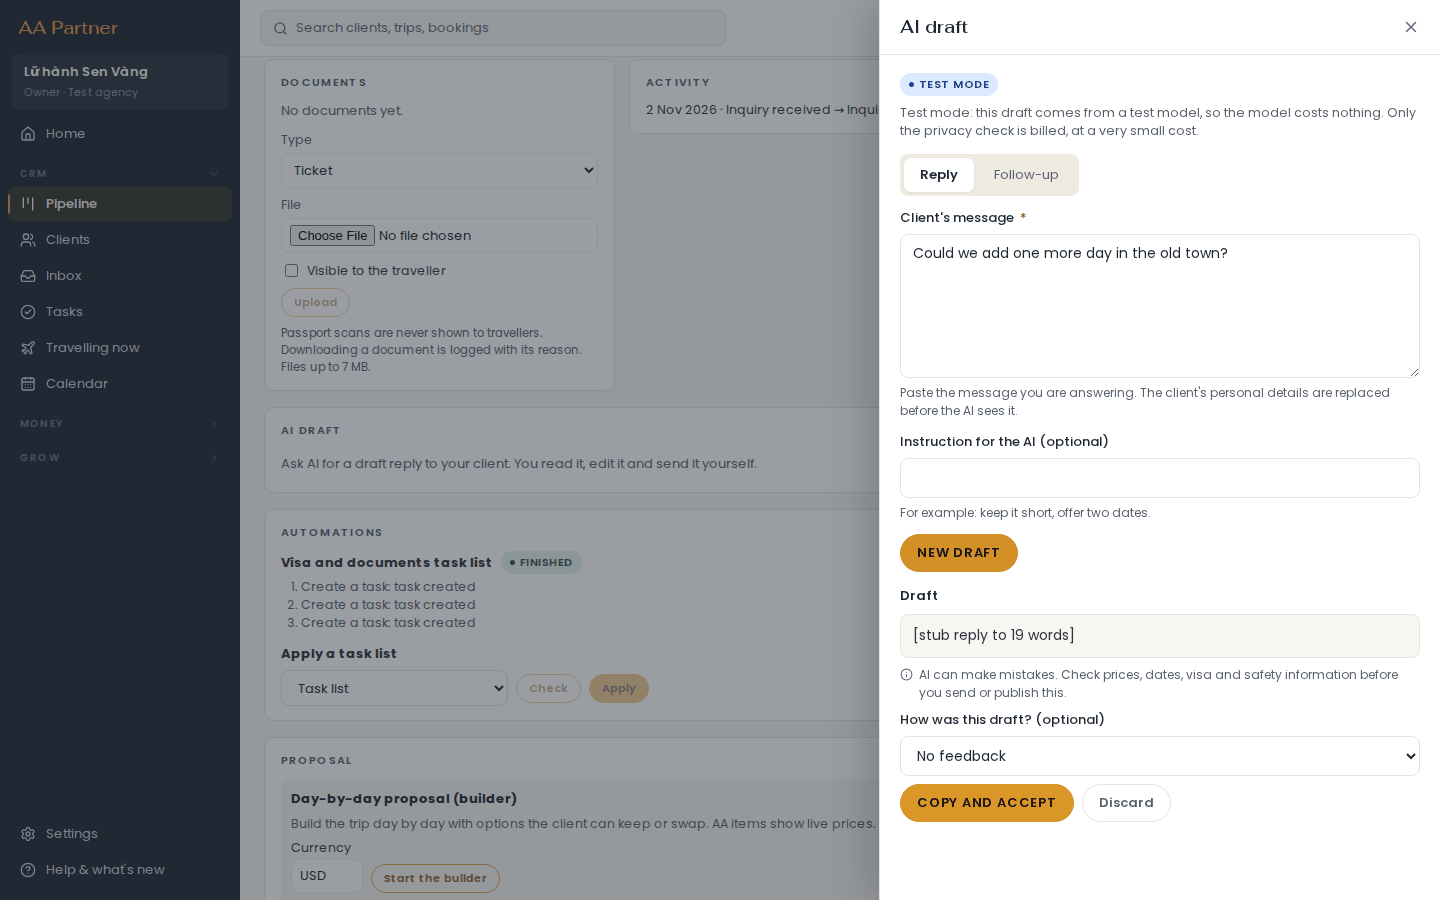 AA Partner
Lữ hành Sen Vàng
Owner · Test agency
Home
CRM
Pipeline
Clients
Inbox
Tasks
Travelling now
Calendar
MONEY
GROW
Settings
Help & what's new
Search clients, trips, bookings
DOCUMENTS
No documents yet.
Type
Ticket
File
Choose File No file chosen
Visible to the traveller
Upload
Passport scans are never shown to travellers.
Downloading a document is logged with its reason.
Files up to 7 MB.
ACTIVITY
2 Nov 2026 · Inquiry received → Inqui
AI DRAFT
Ask AI for a draft reply to your client. You read it, edit it and send it yourself.
AUTOMATIONS
Visa and documents task list FINISHED
1. Create a task: task created
2. Create a task: task created
3. Create a task: task created
Apply a task list
Task list Check Apply
PROPOSAL
Day-by-day proposal (builder)
Build the trip day by day with options the client can keep or swap. AA items show live prices.
Currency
USD Start the builder
AI draft
TEST MODE
Test mode: this draft comes from a test model, so the model costs nothing. Only
the privacy check is billed, at a very small cost.
Reply Follow-up
Client's message *
Could we add one more day in the old town?
Paste the message you are answering. The client's personal details are replaced
before the AI sees it.
Instruction for the AI (optional)
For example: keep it short, offer two dates.
NEW DRAFT
Draft
[stub reply to 19 words]
AI can make mistakes. Check prices, dates, visa and safety information before
you send or publish this.
How was this draft? (optional)
No feedback
COPY AND ACCEPT Discard